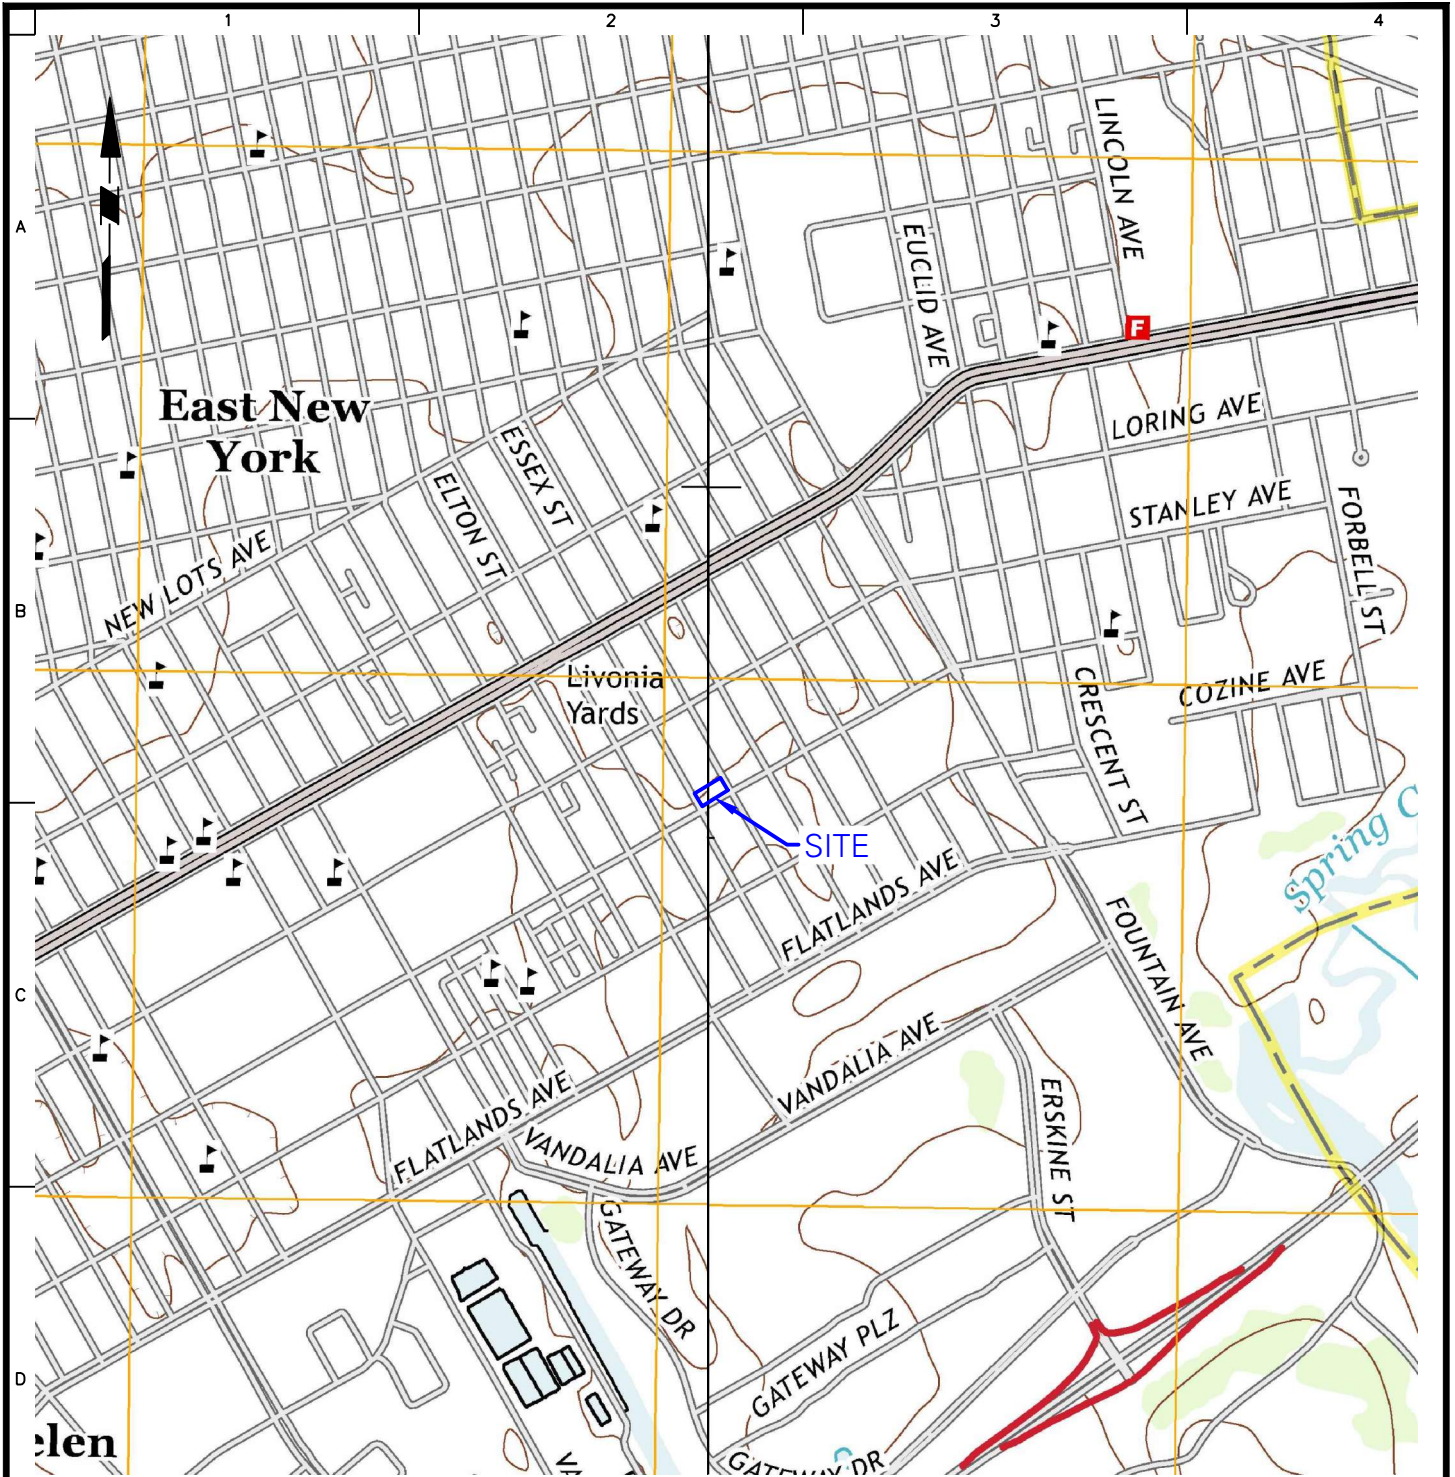 1
2
3
4
A
LINCOLN AVE
EUCLID AVE
F
East New
York
LORING AVE
ESSEX ST
ELTON ST
STANLEY AVE
FORBELL ST
NEW LOTS AVE
B
Livonia
Yards
CRESCENT ST
COZINE AVE
SITE
Spring C
FLATLANDS AVE
FOUNTAIN AVE
C
VANDALIA AVE
ERSKINE ST
FLATLANDS AVE
VANDALIA AVE
GATEWAY DR
GATEWAY PLZ
D
elen
VA
GATEWAY DR